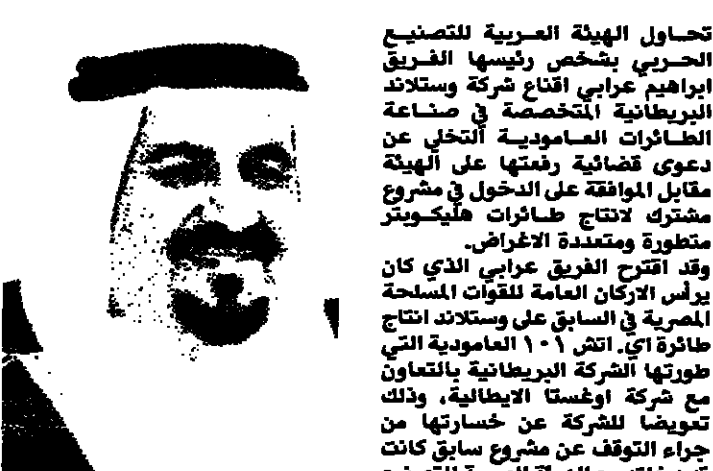 تحاول الهيئة العربية للتصنيع
الحربي بشخص رئيسها الفريق
ابراهيم عرابي اقناع شركة وستلاند
البريطانية المتخصصة في صناعة
الطائرات العامودية ألتخلي عن
دعوى قضائية رفعتها على الهيئة
مقابل الموافقة على الدخول في مشروع
مشترك لانتاج طائرات هليكوبتر
متطورة ومتعددة الاغراض.
وقد اقترح الفريق عرابي الذي كان
يرأس الاركان العامة للقوات المسلحة
المصرية في السابق على وستلاند انتاج
طائرة اي. اتش ١٠١ العامودية التي
طورتها الشركة البريطانية بالتعاون
مع شركة اوغستا الايطالية، وذلك
تعويضا للشركة عن خسارتها من
جراء التوقف عن مشروع سابق كانت